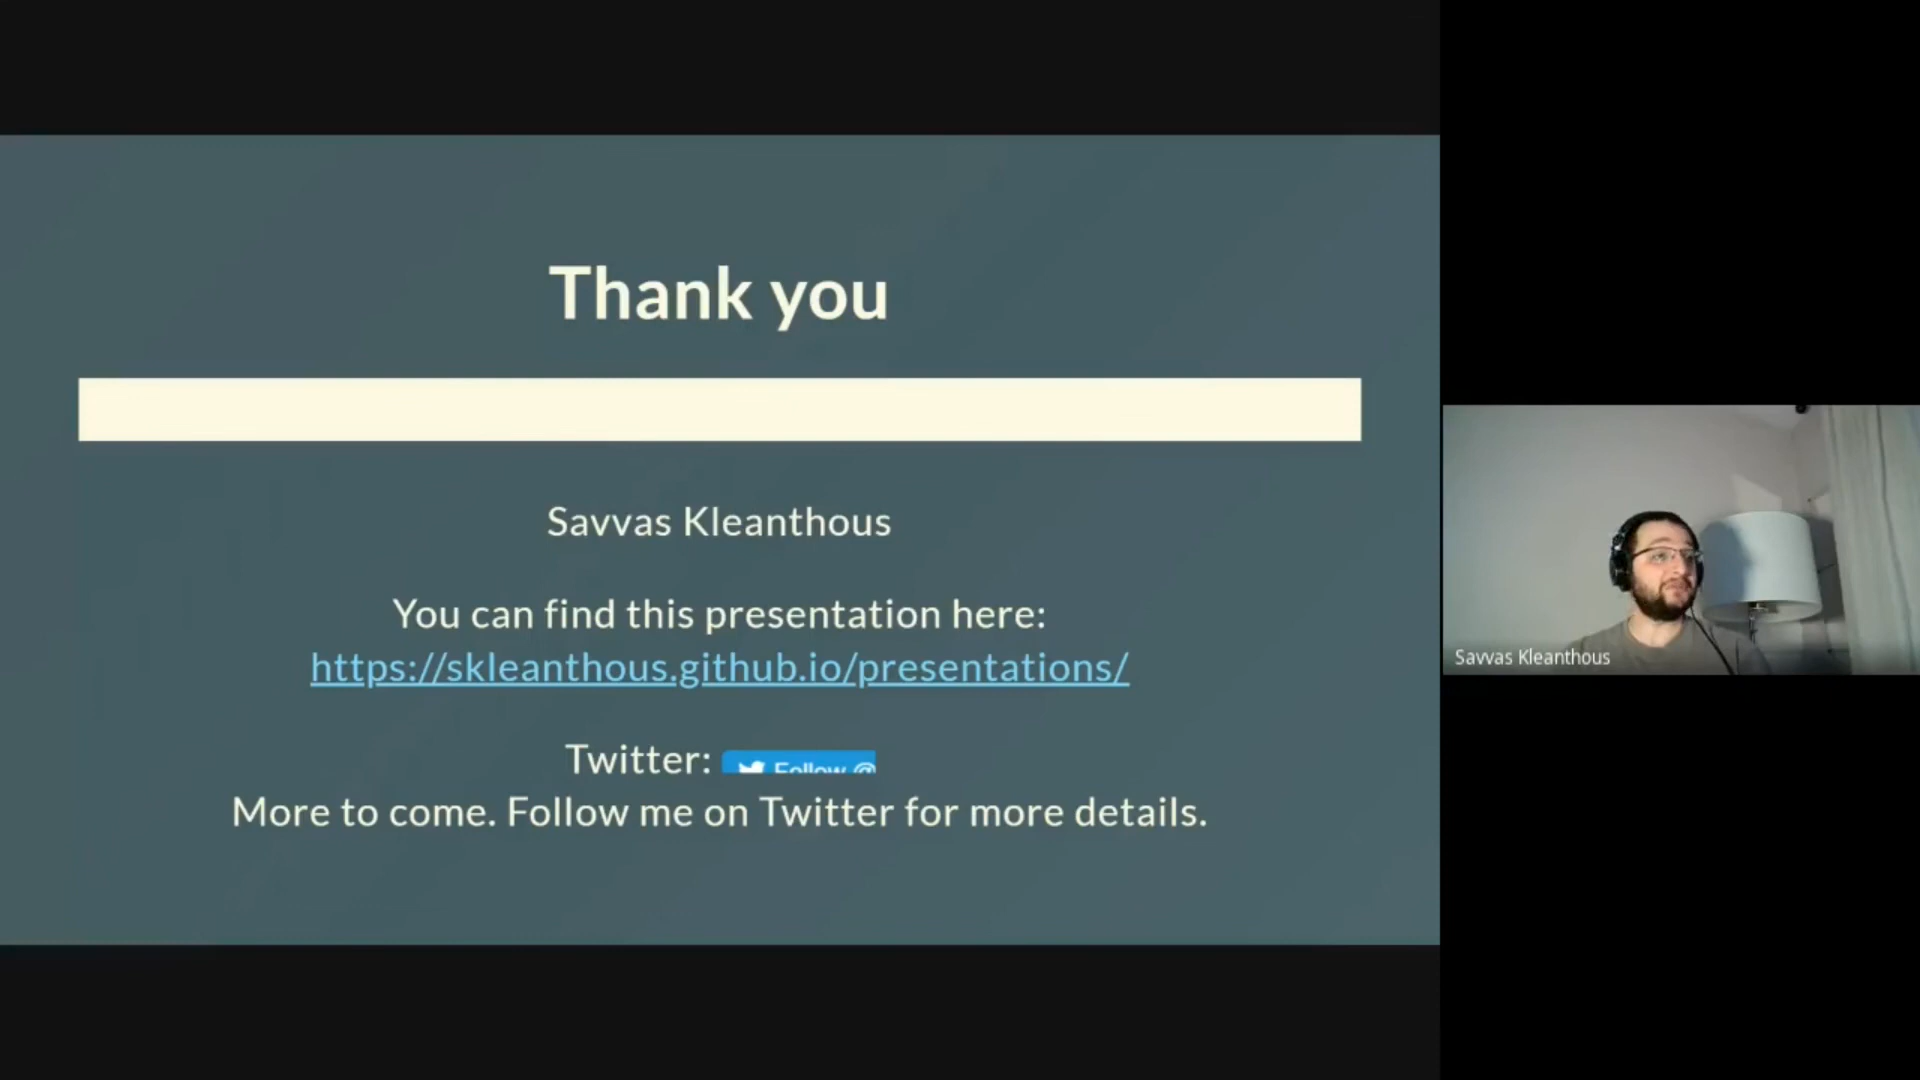 Thank you
Savvas Kleanthous
You can find this presentation here:
https://skleanthous.github.io/presentations/
Twitter: Follow @
More to come. Follow me on Twitter for more details.
Savvas Kleanthous